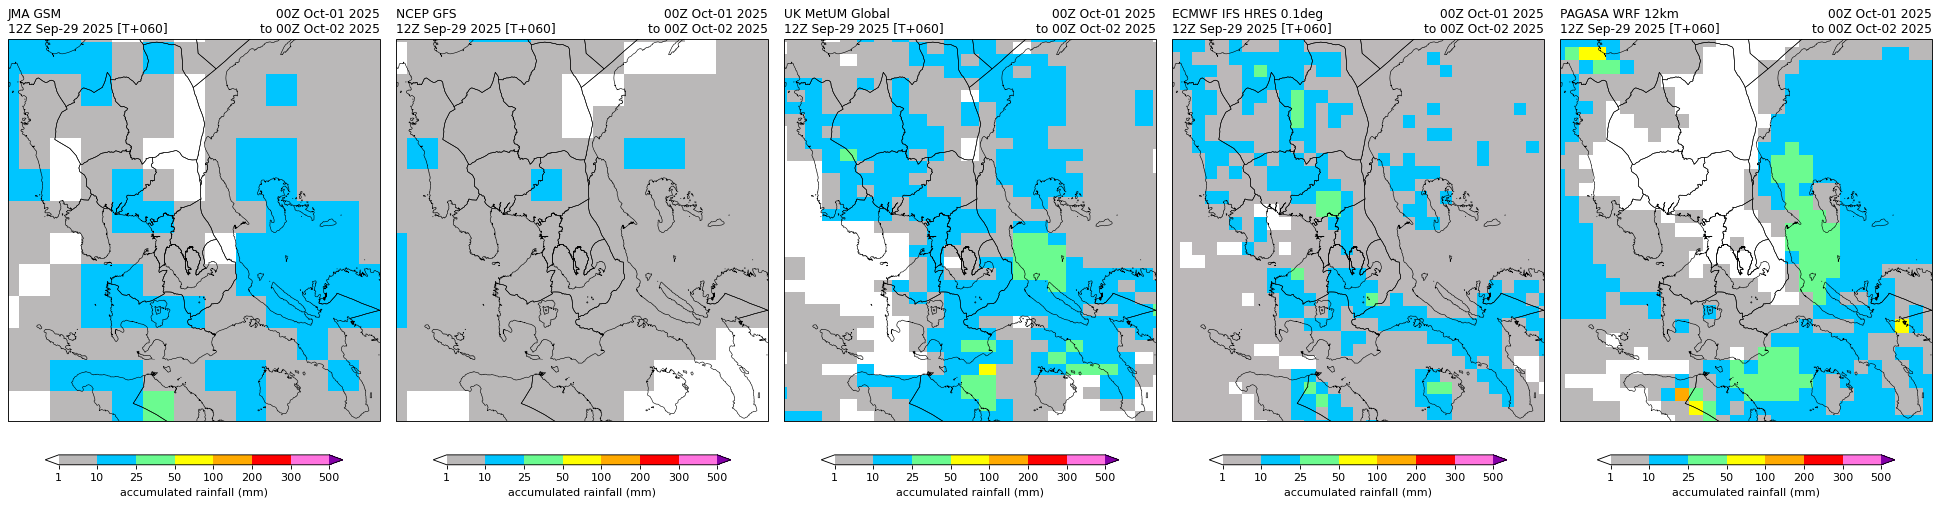 JMA GSM 00Z Oct-01 2025
12Z Sep-29 2025 [T+060] to 00Z Oct-02 2025
1 10 25 50 100 200 300 500
accumulated rainfall (mm)
NCEP GFS 00Z Oct-01 2025
12Z Sep-29 2025 [T+060] to 00Z Oct-02 2025
1 10 25 50 100 200 300 500
accumulated rainfall (mm)
UK MetUM Global 00Z Oct-01 2025
12Z Sep-29 2025 [T+060] to 00Z Oct-02 2025
1 10 25 50 100 200 300 500
accumulated rainfall (mm)
ECMWF IFS HRES 0.1deg 00Z Oct-01 2025
12Z Sep-29 2025 [T+060] to 00Z Oct-02 2025
1 10 25 50 100 200 300 500
accumulated rainfall (mm)
PAGASA WRF 12km 00Z Oct-01 2025
12Z Sep-29 2025 [T+060] to 00Z Oct-02 2025
1 10 25 50 100 200 300 500
accumulated rainfall (mm)